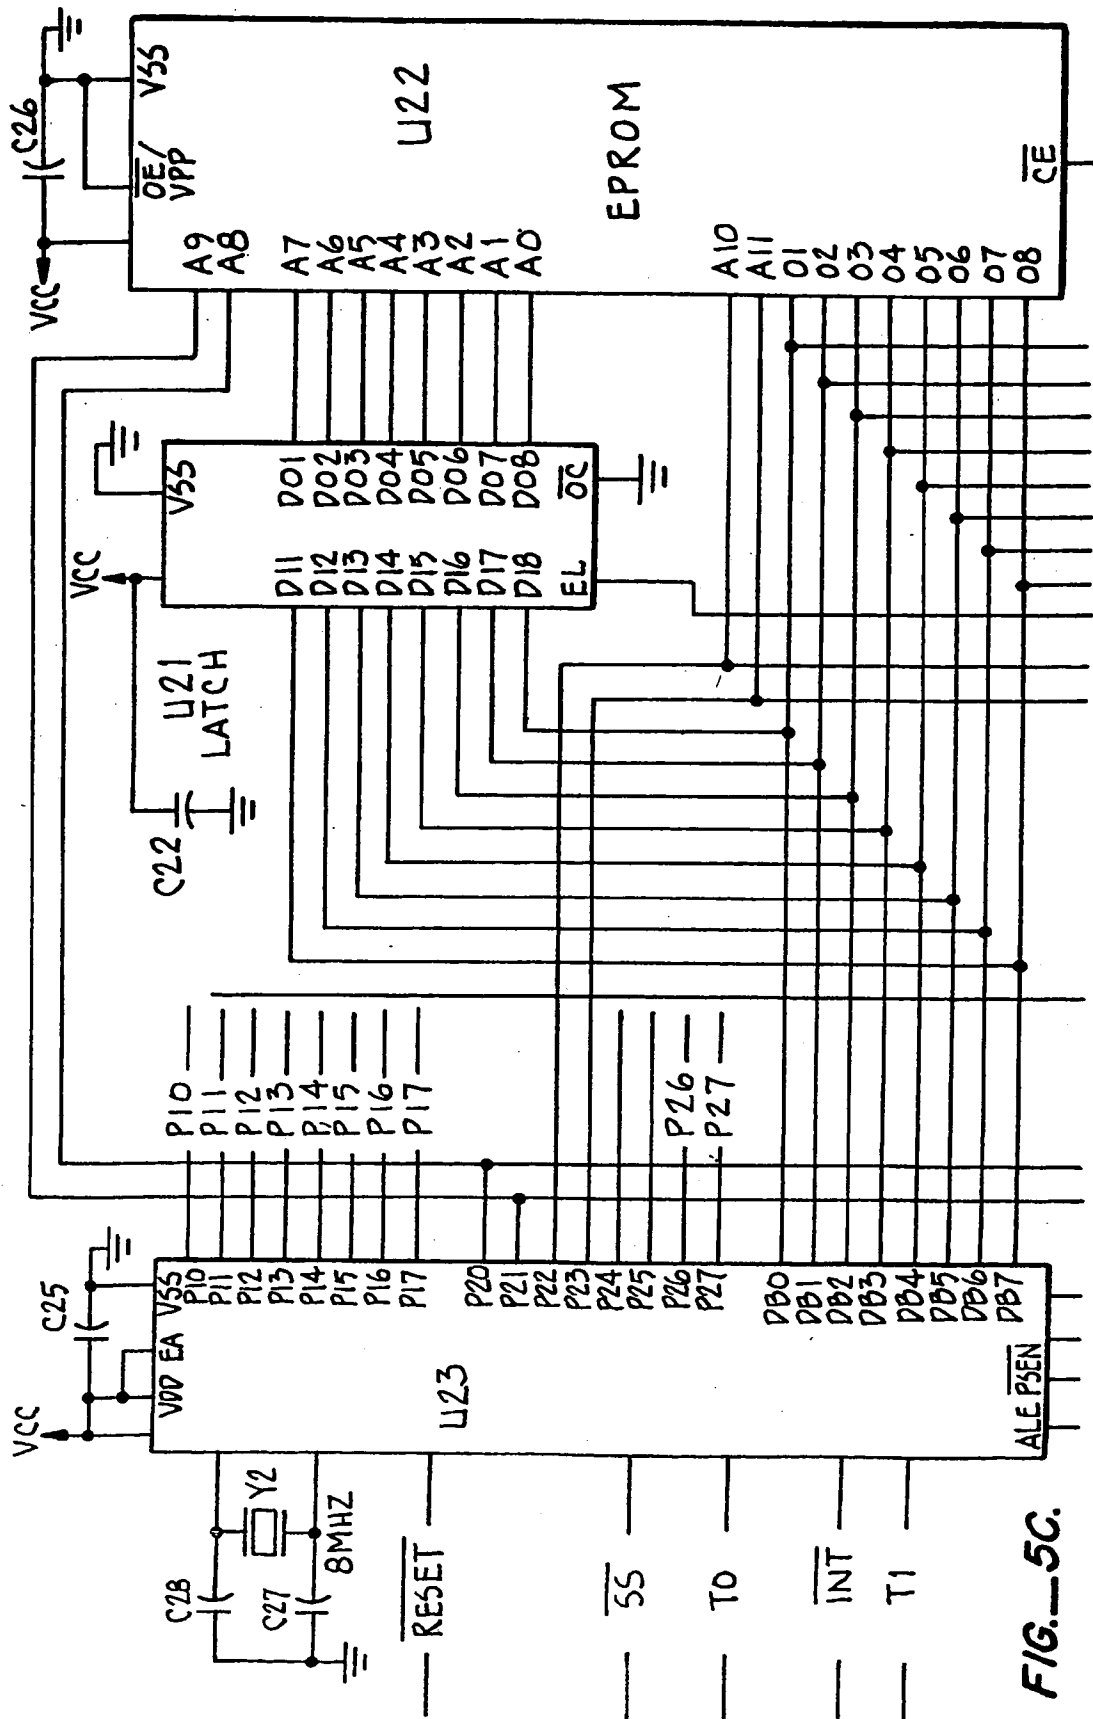 VCC
C26
VSS
OE/
VPP
A9
A8
A7
A6
A5
A4
A3
A2
A1
A0
A10
A11
O1
O2
O3
O4
O5
O6
O7
O8
U22
EPROM
CE
VCC
VSS
DI1
DI2
DI3
DI4
DI5
DI6
DI7
DI8
EL
DO1
DO2
DO3
DO4
DO5
DO6
DO7
DO8
OC
U21
LATCH
C22
P10
P11
P12
P13
P14
P15
P16
P17
P26
P27
VCC
C25
VDD
EA
VSS
P10
P11
P12
P13
P14
P15
P16
P17
P20
P21
P22
P23
P24
P25
P26
P27
DB0
DB1
DB2
DB3
DB4
DB5
DB6
DB7
U23
ALE
PSEN
C28
C27
Y2
8MHZ
RESET
SS
T0
INT
T1
FIG.—5C.